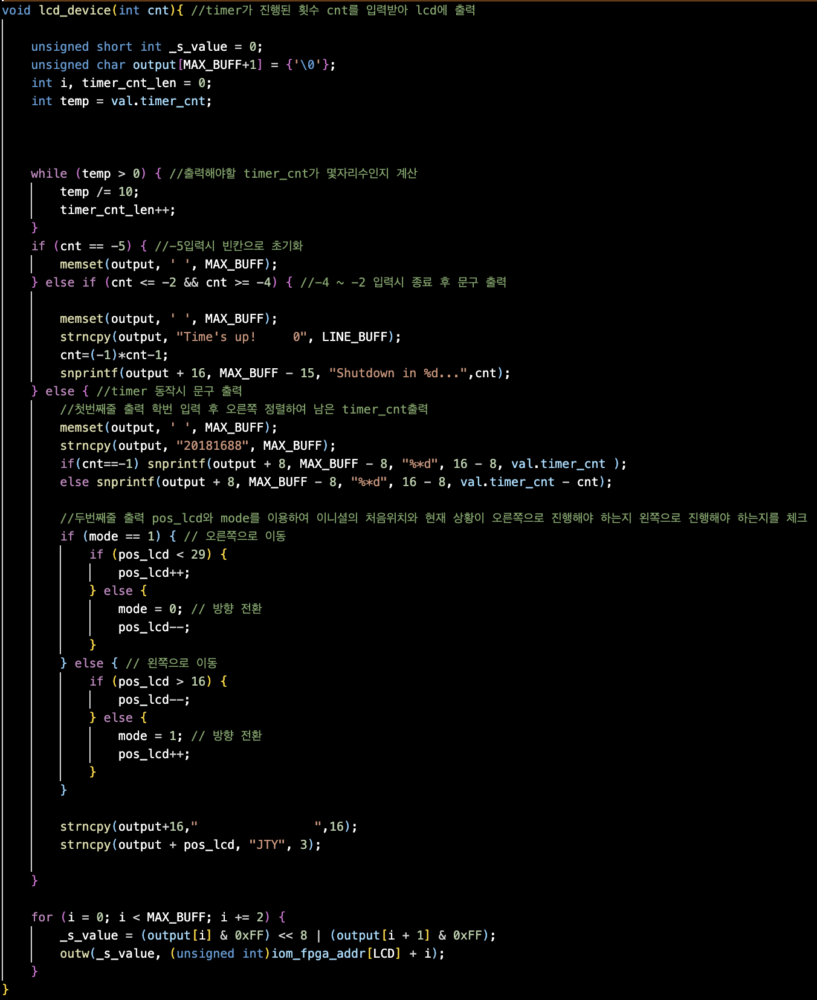 void lcd_device(int cnt){ //timer가 진행된 횟수 cnt를 입력받아 lcd에 출력
unsigned short int _s_value = 0;
unsigned char output[MAX_BUFF+1] = {'\0'};
int i, timer_cnt_len = 0;
int temp = val.timer_cnt;
while (temp > 0) { //출력해야할 timer_cnt가 몇자리수인지 계산
temp /= 10;
timer_cnt_len++;
}
if (cnt == -5) { //-5입력시 빈칸으로 초기화
memset(output, ' ', MAX_BUFF);
} else if (cnt <= -2 && cnt >= -4) { //-4 ~ -2 입력시 종료 후 문구 출력
memset(output, ' ', MAX_BUFF);
strncpy(output, "Time's up!     0", LINE_BUFF);
cnt=(-1)*cnt-1;
snprintf(output + 16, MAX_BUFF - 15, "Shutdown in %d...",cnt);
} else { //timer 동작시 문구 출력
//첫번째줄 출력 학번 입력 후 오른쪽 정렬하여 남은 timer_cnt출력
memset(output, ' ', MAX_BUFF);
strncpy(output, "20181688", MAX_BUFF);
if(cnt==-1) snprintf(output + 8, MAX_BUFF - 8, "%*d", 16 - 8, val.timer_cnt );
else snprintf(output + 8, MAX_BUFF - 8, "%*d", 16 - 8, val.timer_cnt - cnt);
//두번째줄 출력 pos_lcd와 mode를 이용하여 이니셜의 처음위치와 현재 상황이 오른쪽으로 진행해야 하는지 왼쪽으로 진행해야 하는지를 체크
if (mode == 1) { // 오른쪽으로 이동
if (pos_lcd < 29) {
pos_lcd++;
} else {
mode = 0; // 방향 전환
pos_lcd--;
}
} else { // 왼쪽으로 이동
if (pos_lcd > 16) {
pos_lcd--;
} else {
mode = 1; // 방향 전환
pos_lcd++;
}
}
strncpy(output+16,"                ",16);
strncpy(output + pos_lcd, "JTY", 3);
}
for (i = 0; i < MAX_BUFF; i += 2) {
_s_value = (output[i] & 0xFF) << 8 | (output[i + 1] & 0xFF);
outw(_s_value, (unsigned int)iom_fpga_addr[LCD] + i);
}
}